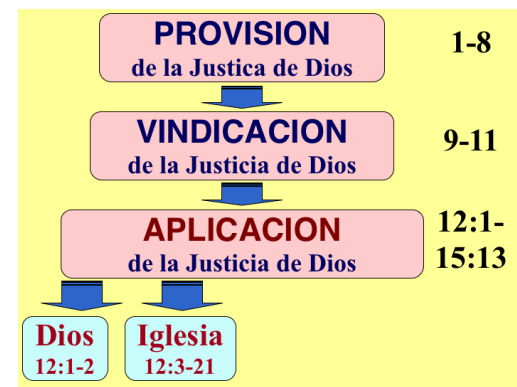 PROVISION
de la Justica de Dios
1-8
VINDICACION
de la Justicia de Dios
9-11
APLICACION
de la Justicia de Dios
12:1-
15:13
Dios
12:1-2
Iglesia
12:3-21